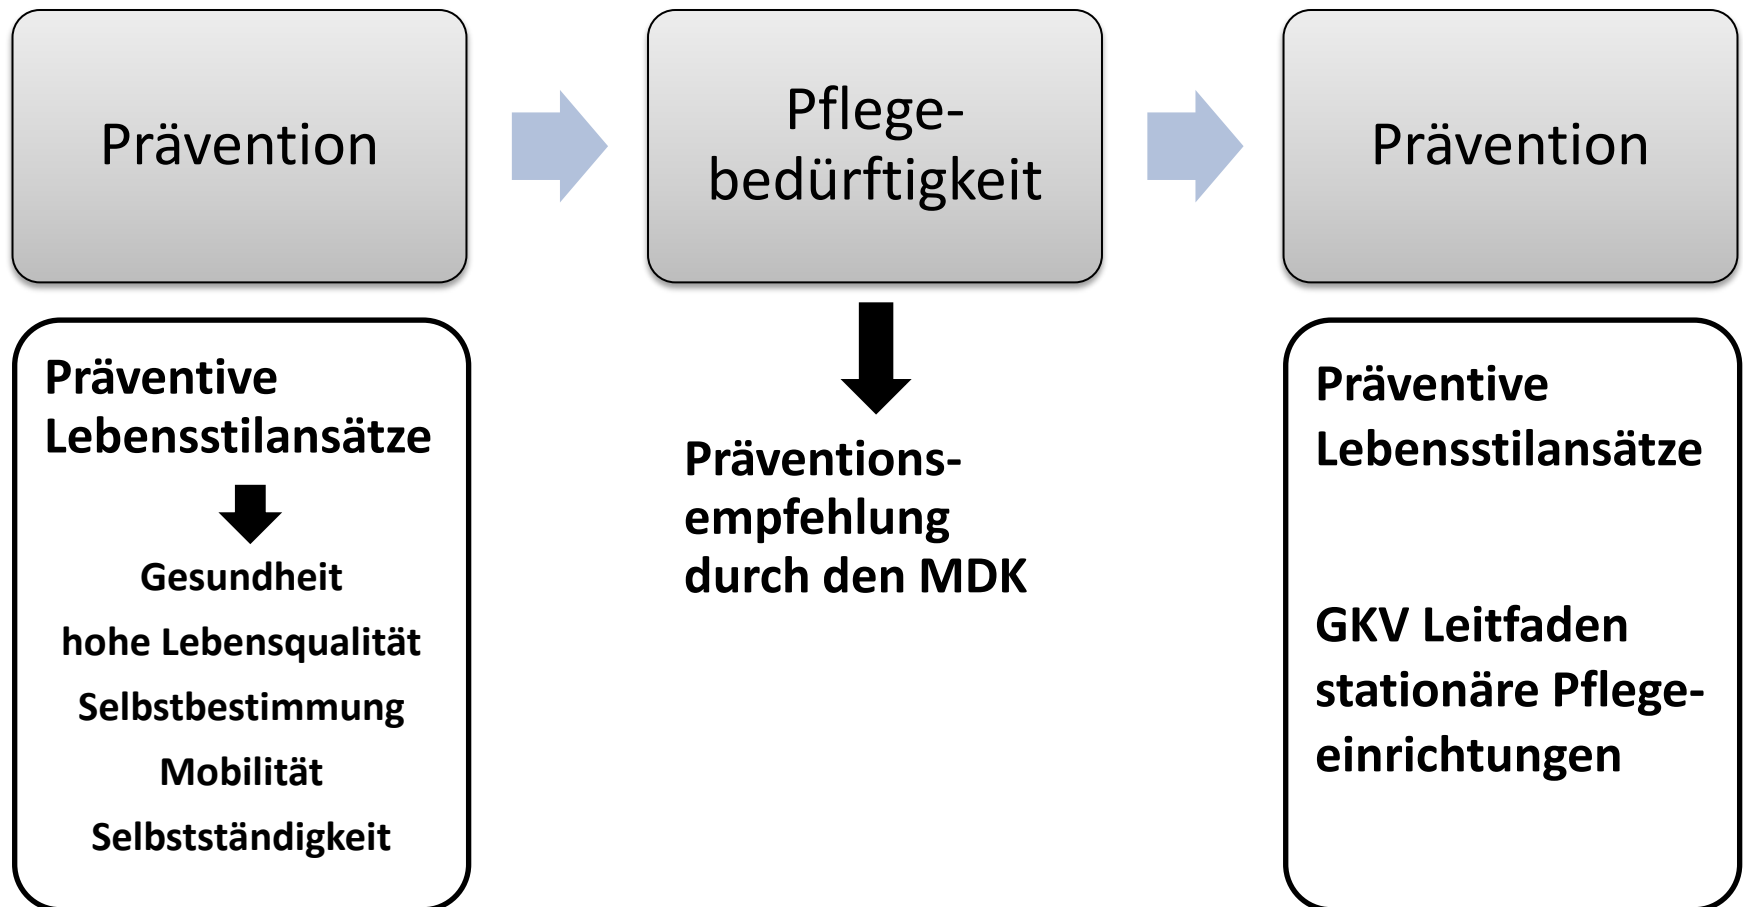 Prävention
Pflege-
bedürftigkeit
Prävention
Präventive
Lebensstilansätze
Gesundheit
hohe Lebensqualität
Selbstbestimmung
Mobilität
Selbstständigkeit
Präventions-
empfehlung
durch den MDK
Präventive
Lebensstilansätze
GKV Leitfaden
stationäre Pflege-
einrichtungen